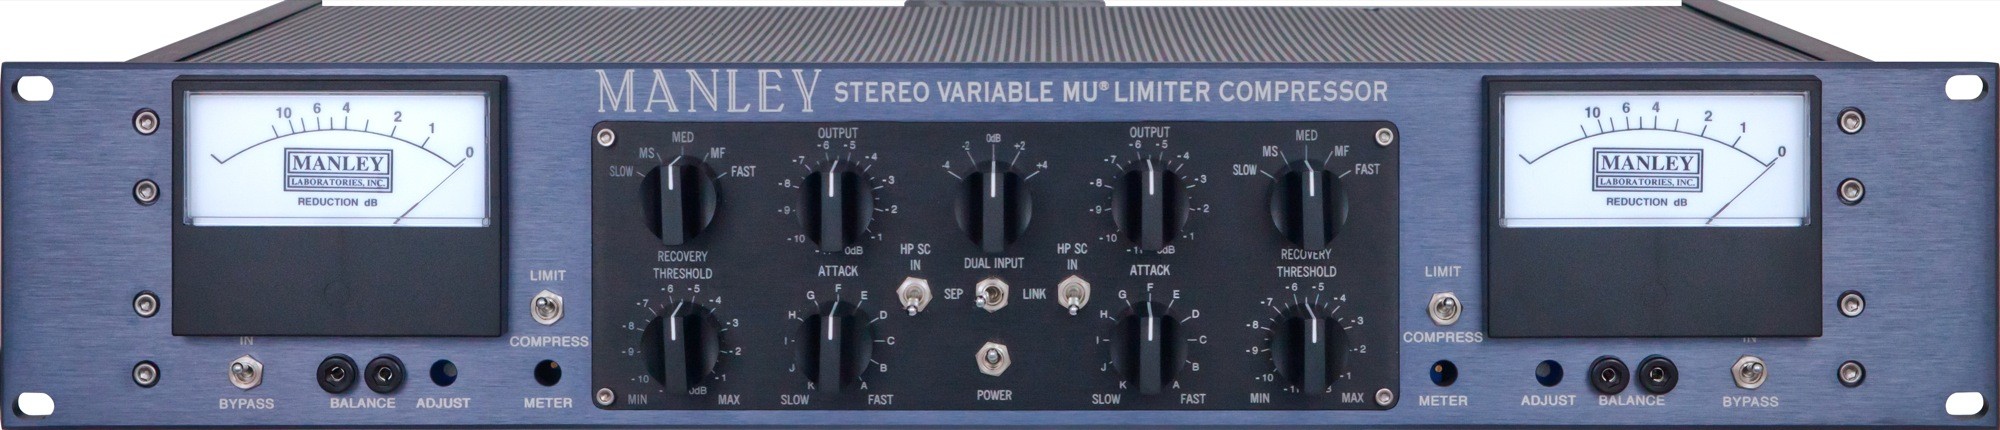 MANLEY STEREO VARIABLE MU® LIMITER COMPRESSOR
10 6 4 2 1 0
MANLEY
LABORATORIES, INC.
REDUCTION dB
IN
BYPASS
BALANCE
ADJUST
LIMIT
COMPRESS
METER
SLOW MS MED MF FAST
RECOVERY
THRESHOLD
-10 -9 -8 -7 -6 -5 -4 -3 -2 -1 0dB
MIN MAX
OUTPUT
-10 -9 -8 -7 -6 -5 -4 -3 -2 -1 0dB
ATTACK
K J I H G F E D C B A
SLOW FAST
HP SC
IN
-4 -2 0dB +2 +4
DUAL INPUT
SEP LINK
POWER
HP SC
IN
OUTPUT
-10 -9 -8 -7 -6 -5 -4 -3 -2 -1 0dB
ATTACK
K J I H G F E D C B A
SLOW FAST
SLOW MS MED MF FAST
RECOVERY
THRESHOLD
-10 -9 -8 -7 -6 -5 -4 -3 -2 -1
MIN MAX
10 6 4 2 1 0
MANLEY
LABORATORIES, INC.
REDUCTION dB
LIMIT
COMPRESS
METER
ADJUST
BALANCE
IN
BYPASS